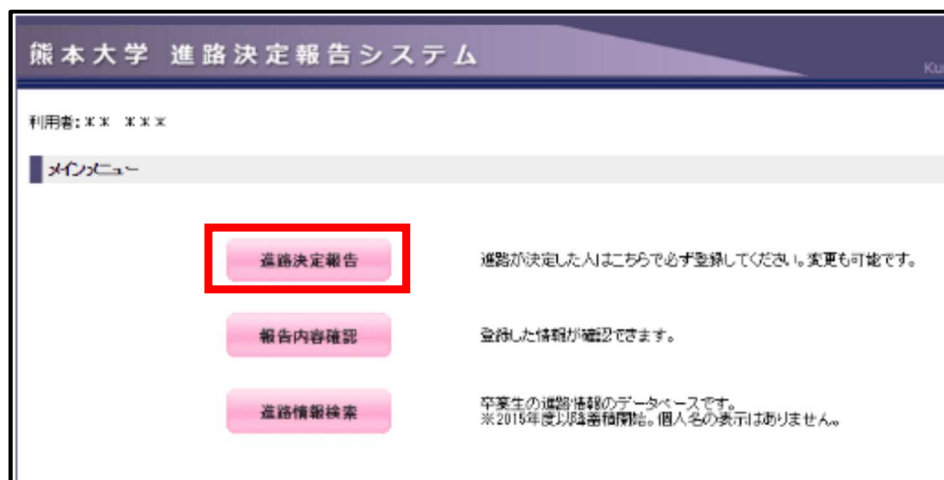 熊本大学 進路決定報告システム
Ku
利用者:** ***
メインメニュー
進路決定報告
進路が決定した人はこちらで必ず登録してください。変更も可能です。
報告内容確認
登録した情報が確認できます。
進路情報検索
卒業生の進路情報のデータベースです。
※2015年度以降蓄積開始。個人名の表示はありません。